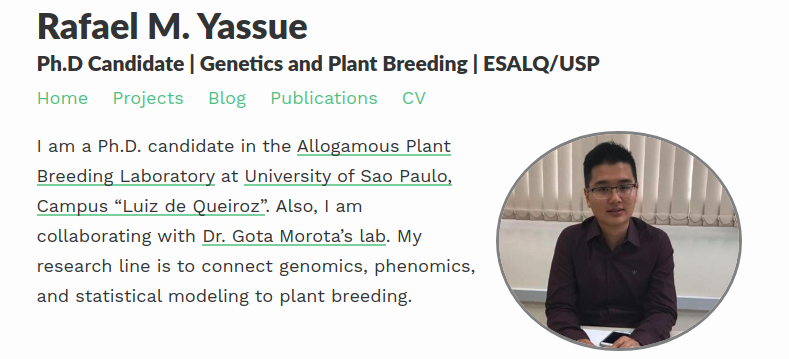 Rafael M. Yassue
Ph.D Candidate | Genetics and Plant Breeding | ESALQ/USP
Home Projects Blog Publications CV
I am a Ph.D. candidate in the Allogamous Plant
Breeding Laboratory at University of Sao Paulo,
Campus “Luiz de Queiroz”. Also, I am
collaborating with Dr. Gota Morota’s lab. My
research line is to connect genomics, phenomics,
and statistical modeling to plant breeding.